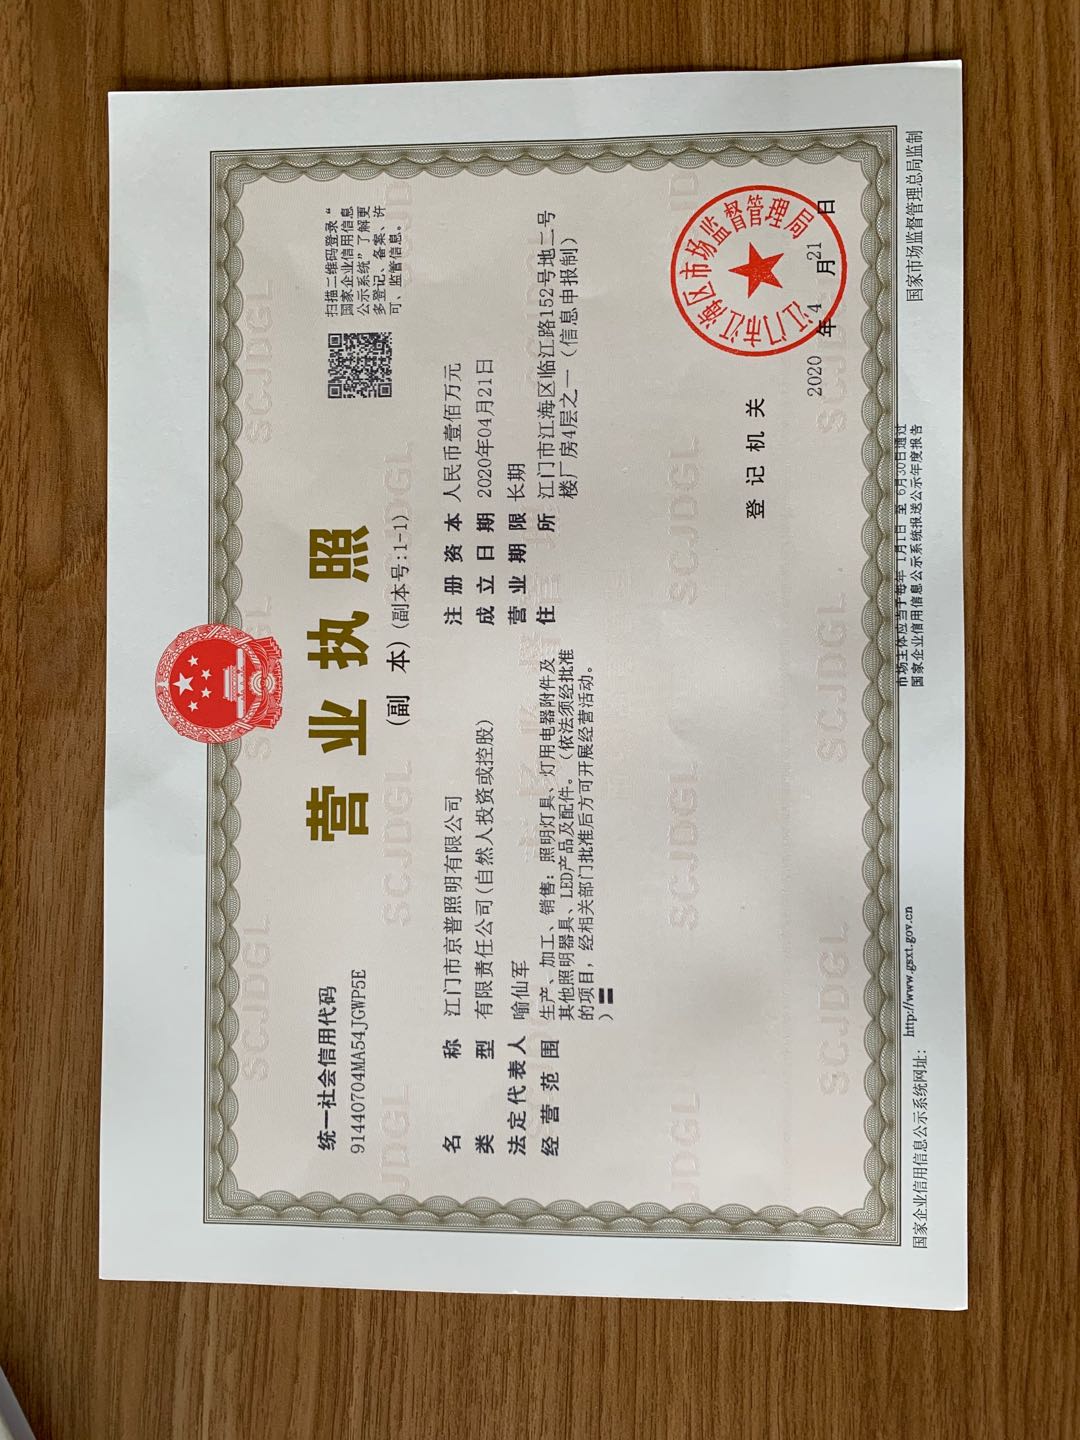 统一社会信用代码
91440704MA54JGWP5E
营业执照
(副 本)(副本号:1-1)
扫描二维码登录“
国家企业信用信息
公示系统”了解更
多登记、备案、许
可、监管信息。
名 称 江门市京普照明有限公司
类 型 有限责任公司(自然人投资或控股)
法定代表人 喻仙军
经营范围 生产、加工、销售：照明灯具、灯用电器附件及
其他照明器具、LED产品及配件。（依法须经批准
的项目，经相关部门批准后方可开展经营活动。
）
注册资本 人民币壹佰万元
成立日期 2020年04月21日
营业期限 长期
住 所 江门市江海区临江路152号地二号
楼厂房4层之一（信息申报制）
登记机关
江门市江海区市场监督管理局
2020 年 4 月 21 日
国家企业信用信息公示系统网址: http://www.gsxt.gov.cn
市场主体应当于每年 1月1日 至 6月30日通过
国家企业信用信息公示系统报送公示年度报告
国家市场监督管理总局监制
SCJDGL